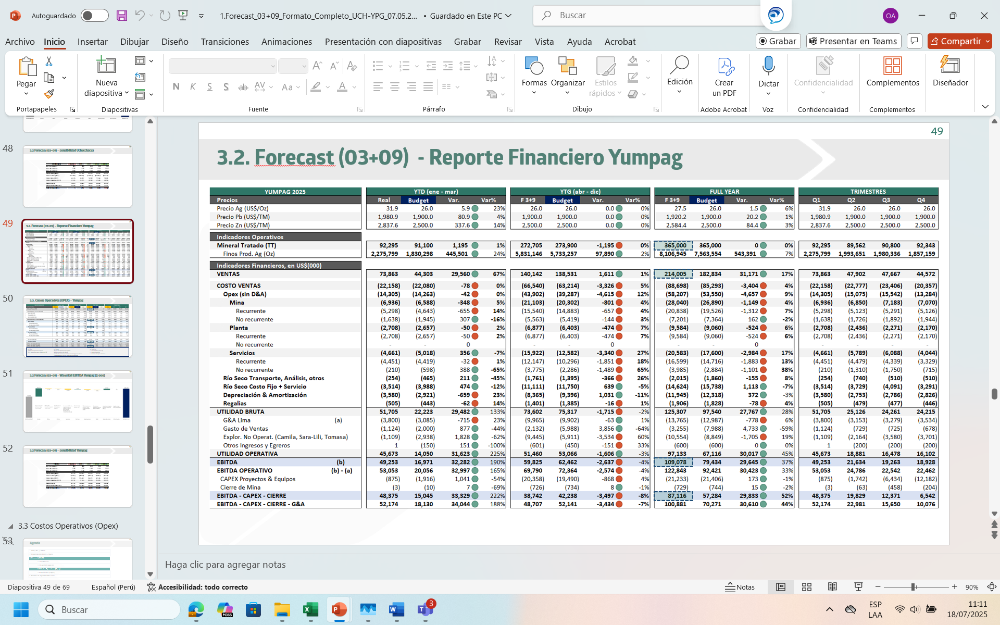 Autoguardado
1.Forecast_03+09_Formato_Completo_UCH-YPG_07.05.2... • Guardado en Este PC
Buscar
OA
Archivo Inicio Insertar Dibujar Diseño Transiciones Animaciones Presentación con diapositivas Grabar Revisar Vista Ayuda Acrobat
Grabar Presentar en Teams Compartir
Pegar
Nueva diapositiva
Formas Organizar Estilos rápidos
Edición
Crear un PDF
Dictar
Confidencialidad
Complementos
Diseñador
Portapapeles Diapositivas Fuente Párrafo Dibujo Adobe Acrobat Voz Confidencialidad Complementos
48
3.2 Forecast (03+09) – sensibilidad Uchucchacua
49
3.2. Forecast (03+09) - Reporte Financiero Yumpag
50
3.3. Costos Operativos (OPEX) – Yumpag
51
3.2 Forecast (03+09) – Waterfall EBITDA Yumpag ($ 000)
52
3.2 Forecast (03+09) – sensibilidad Yumpag
3.3 Costos Operativos (Opex)
53
Agenda
49
3.2. Forecast (03+09) - Reporte Financiero Yumpag
YUMPAG 2025 YTD (ene - mar) YTG (abr - dic) FULL YEAR TRIMESTRES
Precios Real Budget Var. Var% F 3+9 Budget Var. Var% F 3+9 Budget Var. Var% Q1 Q2 Q3 Q4
Precio Ag (US$/Oz) 31.9 26.0 5.9 23% 26.0 26.0 0.0 0% 27.5 26.0 1.5 6% 31.9 26.0 26.0 26.0
Precio Pb (US$/TM) 1,980.9 1,900.0 80.9 4% 1,900.0 1,900.0 0.0 0% 1,920.2 1,900.0 20.2 1% 1,980.9 1,900.0 1,900.0 1,900.0
Precio Zn (US$/TM) 2,837.6 2,500.0 337.6 14% 2,500.0 2,500.0 0.0 0% 2,584.4 2,500.0 84.4 3% 2,837.6 2,500.0 2,500.0 2,500.0
Indicadores Operativos
Mineral Tratado (TT) 92,295 91,100 1,195 1% 272,705 273,900 -1,195 0% 365,000 365,000 0 0% 92,295 89,562 90,800 92,343
Finos Prod. Ag (Oz) 2,275,799 1,830,298 445,501 24% 5,831,146 5,733,257 97,890 2% 8,106,945 7,563,554 543,391 7% 2,275,799 1,993,651 1,980,336 1,857,159
Indicadores Financieros, en US$(000)
VENTAS 73,863 44,303 29,560 67% 140,142 138,531 1,611 1% 214,005 182,834 31,171 17% 73,863 47,902 47,667 44,572
COSTO VENTAS (22,158) (22,080) -78 0% (66,540) (63,214) -3,326 5% (88,698) (85,293) -3,404 4% (22,158) (22,777) (23,406) (20,357)
Opex (sin D&A) (14,305) (14,263) -42 0% (43,902) (39,287) -4,615 12% (58,207) (53,550) -4,657 9% (14,305) (15,075) (15,542) (13,284)
Mina (6,936) (6,588) -348 5% (21,103) (20,302) -801 4% (28,040) (26,890) -1,149 4% (6,936) (6,850) (7,183) (7,070)
Recurrente (5,298) (4,643) -655 14% (15,540) (14,883) -657 4% (20,838) (19,526) -1,312 7% (5,298) (5,123) (5,291) (5,126)
No recurrente (1,638) (1,945) 307 -16% (5,563) (5,419) -144 3% (7,201) (7,364) 162 -2% (1,638) (1,726) (1,892) (1,944)
Planta (2,708) (2,657) -50 2% (6,877) (6,403) -474 7% (9,584) (9,060) -524 6% (2,708) (2,436) (2,271) (2,170)
Recurrente (2,708) (2,657) -50 2% (6,877) (6,403) -474 7% (9,584) (9,060) -524 6% (2,708) (2,436) (2,271) (2,170)
No recurrente - - 0 - - 0 - - 0 - - - -
Servicios (4,661) (5,018) 356 -7% (15,922) (12,582) -3,340 27% (20,583) (17,600) -2,984 17% (4,661) (5,789) (6,088) (4,044)
Recurrente (4,451) (4,419) -32 1% (12,147) (10,296) -1,851 18% (16,599) (14,716) -1,883 13% (4,451) (4,479) (4,339) (3,329)
No recurrente (210) (598) 388 -65% (3,775) (2,286) -1,489 65% (3,985) (2,884) -1,101 38% (210) (1,310) (1,750) (715)
Río Seco Transporte, Análisis, otros (254) (465) 211 -45% (1,761) (1,395) -366 26% (2,015) (1,860) -155 8% (254) (740) (510) (510)
Río Seco Costo Fijo + Servicio (3,514) (3,988) 474 -12% (11,111) (11,750) 639 -5% (14,624) (15,738) 1,113 -7% (3,514) (3,729) (4,091) (3,291)
Depreciación & Amortización (3,580) (2,921) -659 23% (8,365) (9,396) 1,031 -11% (11,945) (12,318) 372 -3% (3,580) (2,753) (2,786) (2,826)
Regalias (505) (443) -62 14% (1,401) (1,385) -16 1% (1,906) (1,828) -78 4% (505) (479) (477) (446)
UTILIDAD BRUTA 51,705 22,223 29,482 133% 73,602 75,317 -1,715 -2% 125,307 97,540 27,767 28% 51,705 25,126 24,261 24,215
G&A Lima (a) (3,800) (3,085) -715 23% (9,965) (9,902) -63 1% (13,765) (12,987) -778 6% (3,800) (3,153) (3,279) (3,534)
Gasto de Ventas (1,124) (2,000) 877 -44% (2,132) (5,988) 3,856 -64% (3,255) (7,988) 4,733 -59% (1,124) (729) (725) (678)
Explor. No Operat. (Camila, Sara-Lili, Tomasa) (1,109) (2,938) 1,828 -62% (9,445) (5,911) -3,534 60% (10,554) (8,849) -1,705 19% (1,109) (2,164) (3,580) (3,701)
Otros Ingresos y Egreros 1 (150) 151 -100% (601) (450) -151 33% (600) (600) 0 0% 1 (200) (200) (200)
UTILIDAD OPERATIVA 45,673 14,050 31,623 225% 51,460 53,066 -1,606 -3% 97,133 67,116 30,017 45% 45,673 18,881 16,478 16,102
EBITDA (b) 49,253 16,971 32,282 190% 59,825 62,462 -2,637 -4% 109,078 79,434 29,645 37% 49,253 21,634 19,263 18,928
EBITDA OPERATIVO (b) - (a) 53,053 20,056 32,997 165% 69,790 72,364 -2,574 -4% 122,843 92,421 30,423 33% 53,053 24,786 22,542 22,462
CAPEX Proyectos & Equipos (875) (1,916) 1,041 -54% (20,358) (19,490) -868 4% (21,233) (21,406) 173 -1% (875) (1,742) (6,434) (12,182)
Cierre de Mina (3) (10) 7 -69% (726) (734) 8 -1% (729) (744) 15 -2% (3) (63) (458) (204)
EBITDA - CAPEX - CIERRE 48,375 15,045 33,329 222% 38,742 42,238 -3,497 -8% 87,116 57,284 29,833 52% 48,375 19,829 12,371 6,542
EBITDA - CAPEX - CIERRE - G&A 52,174 18,130 34,044 188% 48,707 52,141 -3,434 -7% 100,881 70,271 30,610 44% 52,174 22,981 15,650 10,076
Haga clic para agregar notas
Diapositiva 49 de 69 Español (Perú) Accesibilidad: todo correcto Notas 90%
Buscar
M365
3
ESP
LAA
11:11
18/07/2025